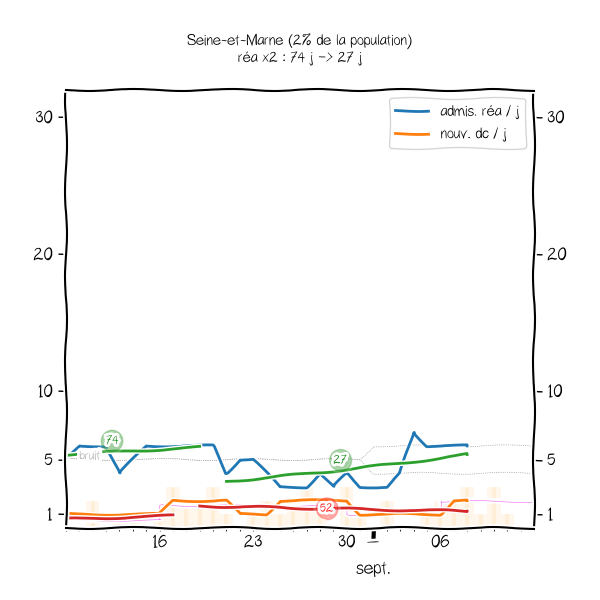 Seine-et-Marne (2% de la population)
réa x2 : 74 j -> 27 j
admis. réa / j
nouv. dc / j
30
30
20
20
10
10
74
bruit
27
5
5
52
1
1
16
23
30
06
sept.